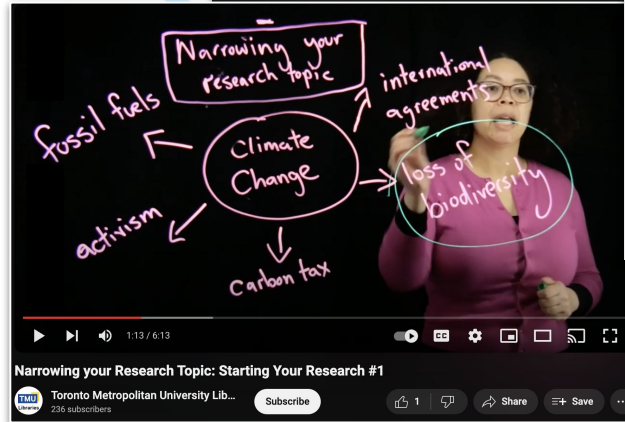 Narrowing your
research topic
international
agreements
fossil fuels
Climate
Change
loss of
biodiversity
activism
carbon tax
1:13 / 6:13
CC
Narrowing your Research Topic: Starting Your Research #1
TMU
Libraries
Toronto Metropolitan University Lib...
236 subscribers
Subscribe
1
Share
Save